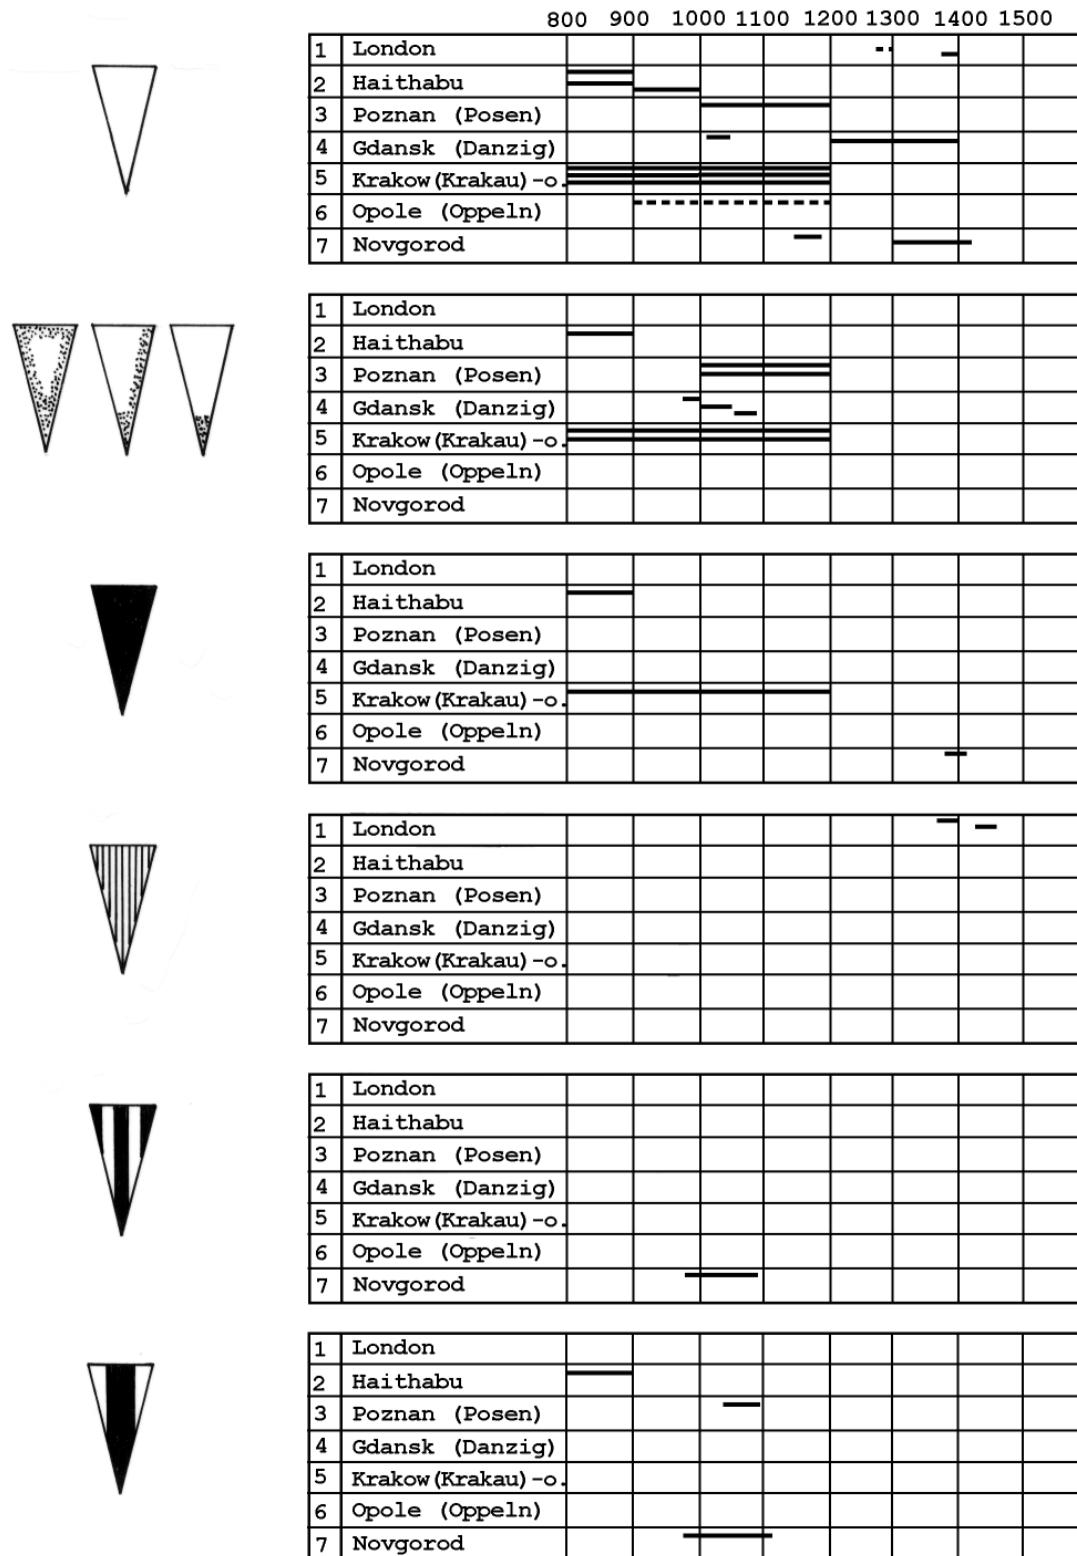 800 900 1000 1100 1200 1300 1400 1500
1 London
2 Haithabu
3 Poznan (Posen)
4 Gdansk (Danzig)
5 Krakow(Krakau)-o.
6 Opole (Oppeln)
7 Novgorod
1 London
2 Haithabu
3 Poznan (Posen)
4 Gdansk (Danzig)
5 Krakow(Krakau)-o.
6 Opole (Oppeln)
7 Novgorod
1 London
2 Haithabu
3 Poznan (Posen)
4 Gdansk (Danzig)
5 Krakow(Krakau)-o.
6 Opole (Oppeln)
7 Novgorod
1 London
2 Haithabu
3 Poznan (Posen)
4 Gdansk (Danzig)
5 Krakow(Krakau)-o.
6 Opole (Oppeln)
7 Novgorod
1 London
2 Haithabu
3 Poznan (Posen)
4 Gdansk (Danzig)
5 Krakow(Krakau)-o.
6 Opole (Oppeln)
7 Novgorod
1 London
2 Haithabu
3 Poznan (Posen)
4 Gdansk (Danzig)
5 Krakow(Krakau)-o.
6 Opole (Oppeln)
7 Novgorod